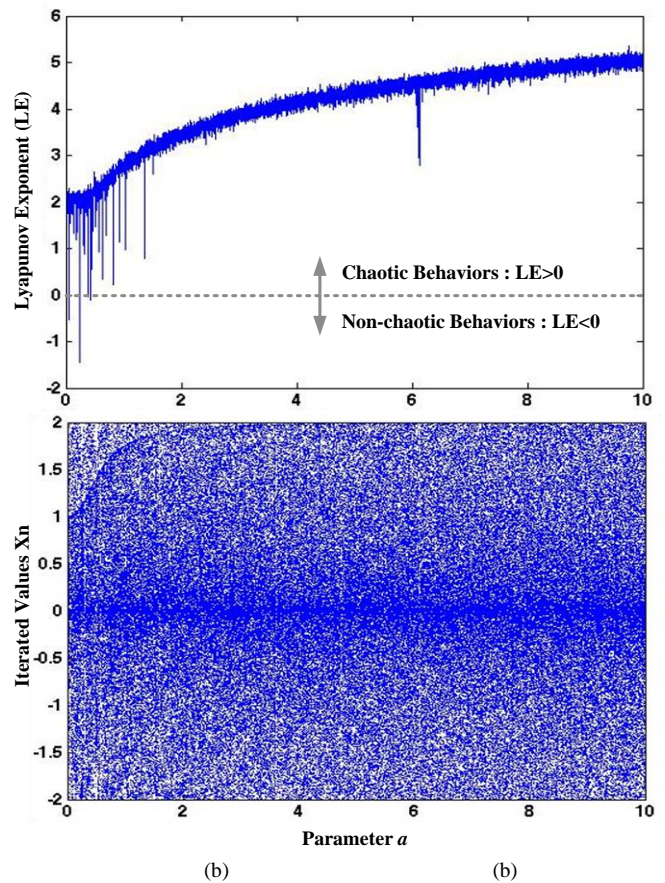 6
5
4
3
2
1
0
-1
-2
Lyapunov Exponent (LE)
Chaotic Behaviors : LE>0
Non-chaotic Behaviors : LE<0
0 2 4 6 8 10
2
1.5
1
0.5
0
-0.5
-1
-1.5
-2
Iterated Values Xn
0 2 4 6 8 10
Parameter a
(b) (b)